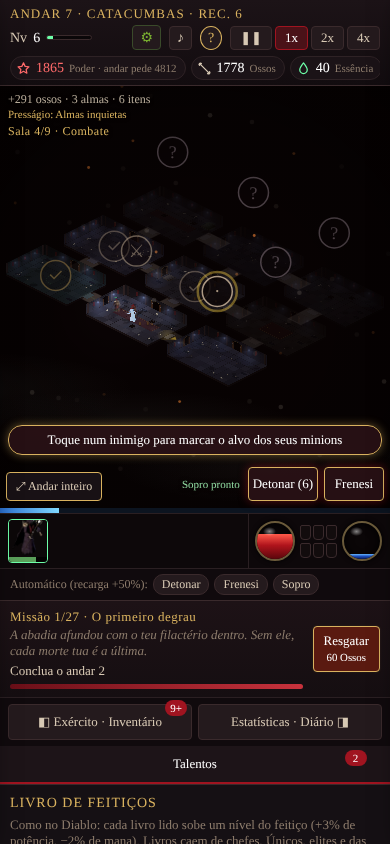 ANDAR 7 · CATACUMBAS · REC. 6
Nv 6
?
1x
2x
4x
1865 Poder · andar pede 4812
1778 Ossos
40 Essência
+291 ossos · 3 almas · 6 itens
Presságio: Almas inquietas
Sala 4/9 · Combate
?
?
?
?
Toque num inimigo para marcar o alvo dos seus minions
Andar inteiro
Sopro pronto
Detonar (6)
Frenesi
Automático (recarga +50%):
Detonar
Frenesi
Sopro
Missão 1/27 · O primeiro degrau
A abadia afundou com o teu filactério dentro. Sem ele,
cada morte tua é a última.
Conclua o andar 2
Resgatar
60 Ossos
Exército · Inventário
9+
Estatísticas · Diário
Talentos
2
LIVRO DE FEITIÇOS
Como no Diablo: cada livro lido sobe um nível do feitiço (+3% de
potência, −2% de mana). Livros caem de chefes, Únicos, elites e das